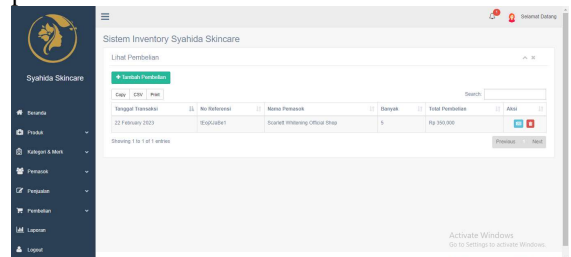 1
Selamat Datang
Syahida Skincare
Beranda
Produk
Kategori & Merk
Pemasok
Penjualan
Pembelian
Laporan
Logout
Sistem Inventory Syahida Skincare
Lihat Pembelian
+ Tambah Pembelian
Copy CSV Print
Search:
Tanggal Transaksi No Referensi Nama Pemasok Banyak Total Pembelian Aksi
22 February 2023 Scarlett Whitening Official Shop 5 Rp 350,000
Showing 1 to 1 of 1 entries
Previous 1 Next
Activate Windows
Go to Settings to activate Windows.